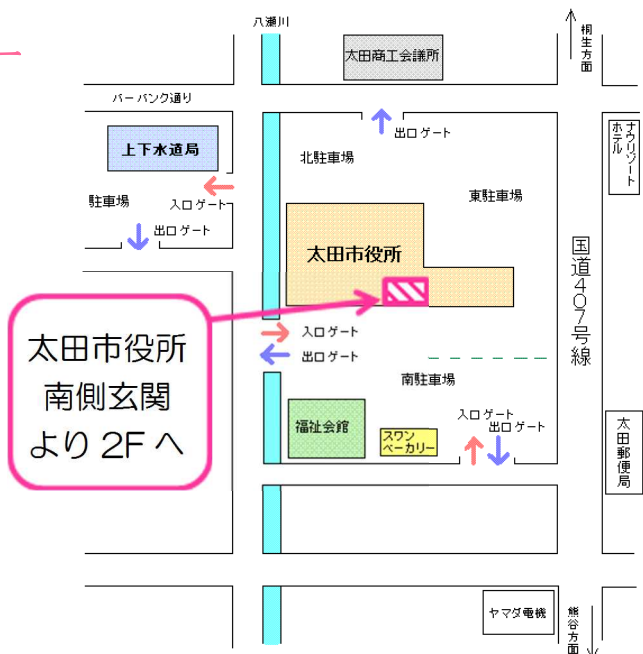 八瀬川
太田商工会議所
桐生方面
バーバンク通り
出口ゲート
上下水道局
北駐車場
ナウリゾート
ホテル
駐車場
入口ゲート
東駐車場
出口ゲート
太田市役所
国道407号線
太田市役所
南側玄関
より2Fへ
入口ゲート
出口ゲート
南駐車場
福祉会館
スワン
ベーカリー
入口ゲート
出口ゲート
太田郵便局
ヤマダ電機
熊谷方面